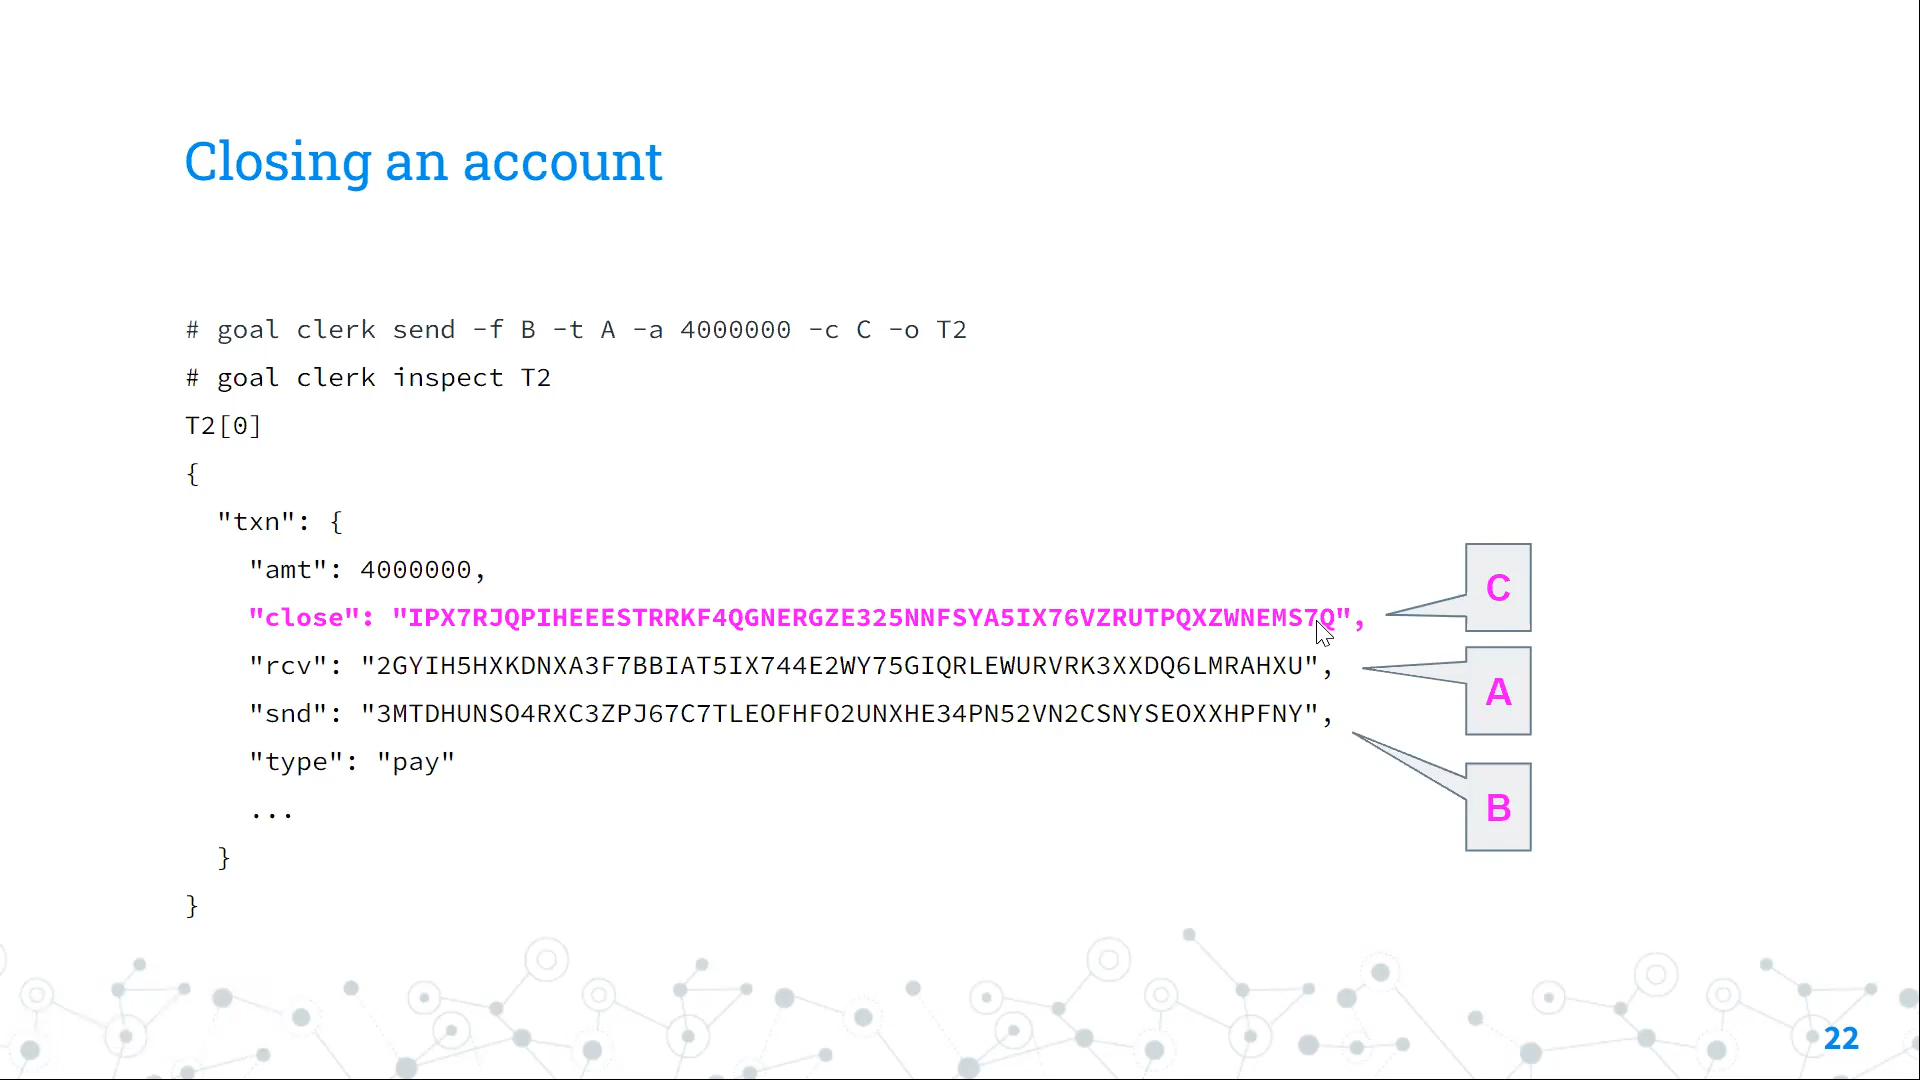 Closing an account
# goal clerk send -f B -t A -a 4000000 -c C -o T2
# goal clerk inspect T2
T2[0]
{
"txn": {
"amt": 4000000,
"close": "IPX7RJQPIHEEESTRRKF4QGNERGZE325NNFSYA5IX76VZRUTPQXZWNEMS7Q",
C
"rcv": "2GYIH5HXKDNXA3F7BBIAT5IX744E2WY75GIQRLEWURVRK3XXDQ6LMRAHXU",
A
"snd": "3MTDHUNSO4RXC3ZPJ67C7TLEOFHFO2UNXHE34PN52VN2CSNYSEOXXHPFNY",
B
"type": "pay"
...
}
}
22